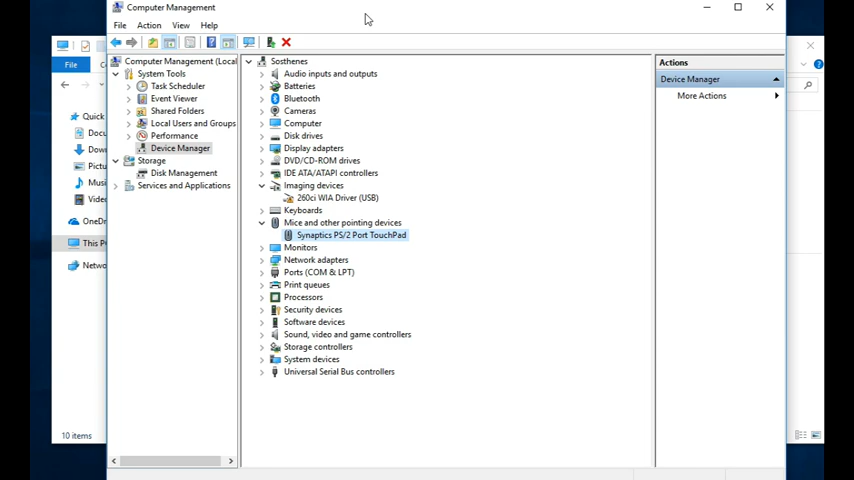 Computer Management
File Action View Help
Computer Management (Local
System Tools
Task Scheduler
Event Viewer
Shared Folders
Local Users and Groups
Performance
Device Manager
Storage
Disk Management
Services and Applications
Sosthenes
Audio inputs and outputs
Batteries
Bluetooth
Cameras
Computer
Disk drives
Display adapters
DVD/CD-ROM drives
IDE ATA/ATAPI controllers
Imaging devices
260ci WIA Driver (USB)
Keyboards
Mice and other pointing devices
Synaptics PS/2 Port TouchPad
Monitors
Network adapters
Ports (COM & LPT)
Print queues
Processors
Security devices
Software devices
Sound, video and game controllers
Storage controllers
System devices
Universal Serial Bus controllers
Actions
Device Manager
More Actions
File
Quick
Docu
Down
Pictu
Musi
Video
OneDr
This P
Netwo
10 items